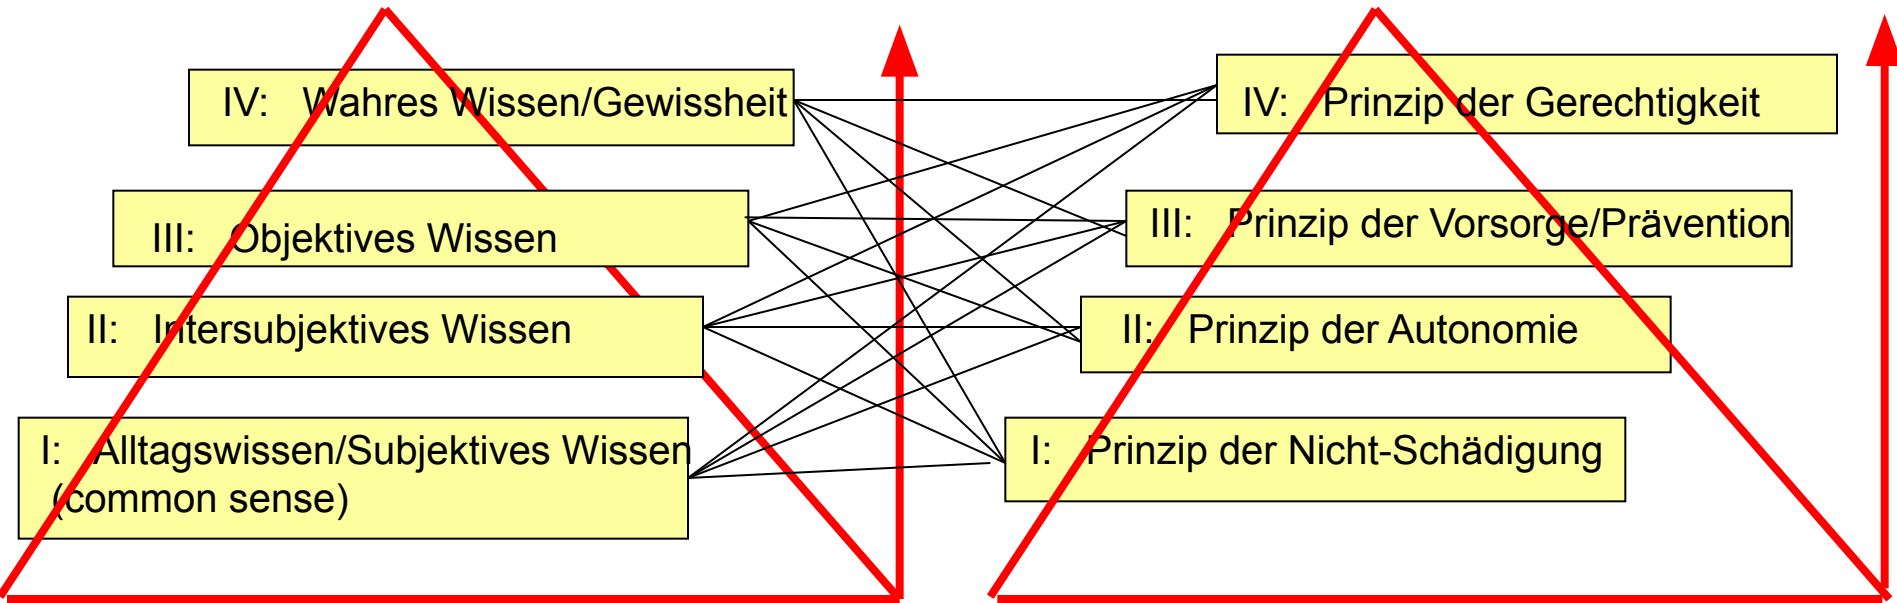 IV: Wahres Wissen/Gewissheit
III: Objektives Wissen
II: Intersubjektives Wissen
I: Alltagswissen/Subjektives Wissen
(common sense)
IV: Prinzip der Gerechtigkeit
III: Prinzip der Vorsorge/Prävention
II: Prinzip der Autonomie
I: Prinzip der Nicht-Schädigung